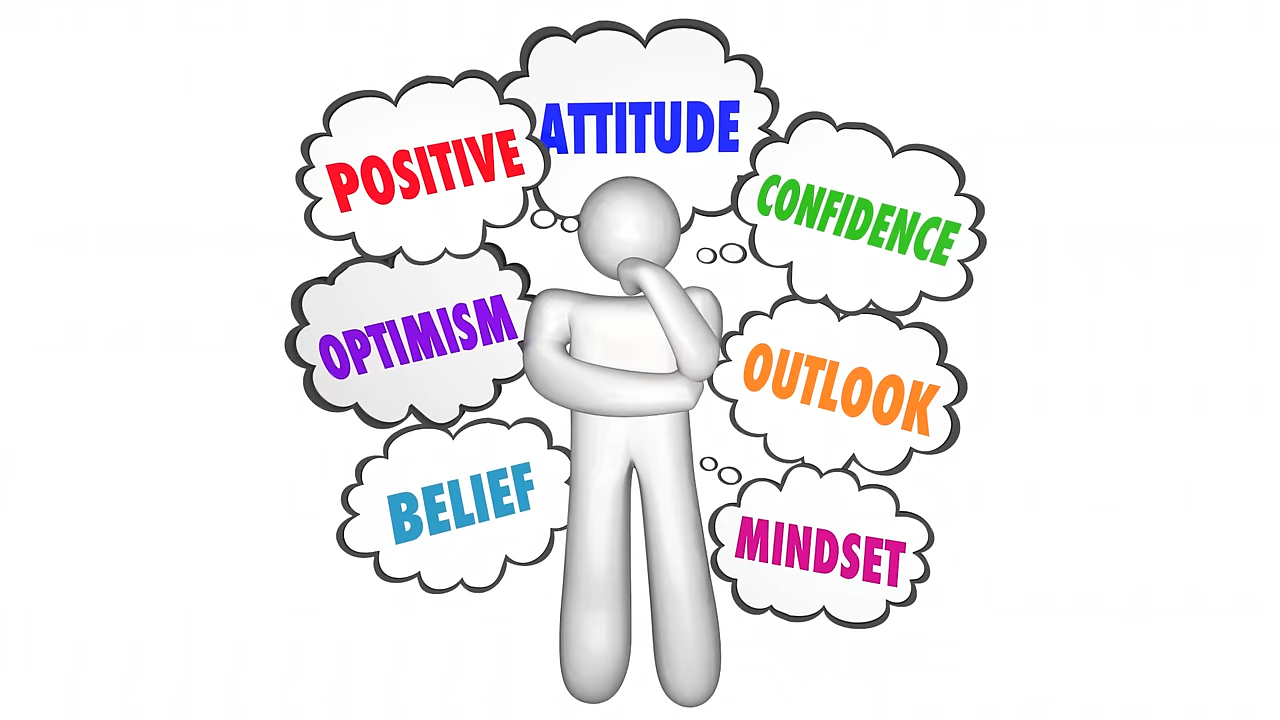 POSITIVE
ATTITUDE
CONFIDENCE
OPTIMISM
OUTLOOK
BELIEF
MINDSET